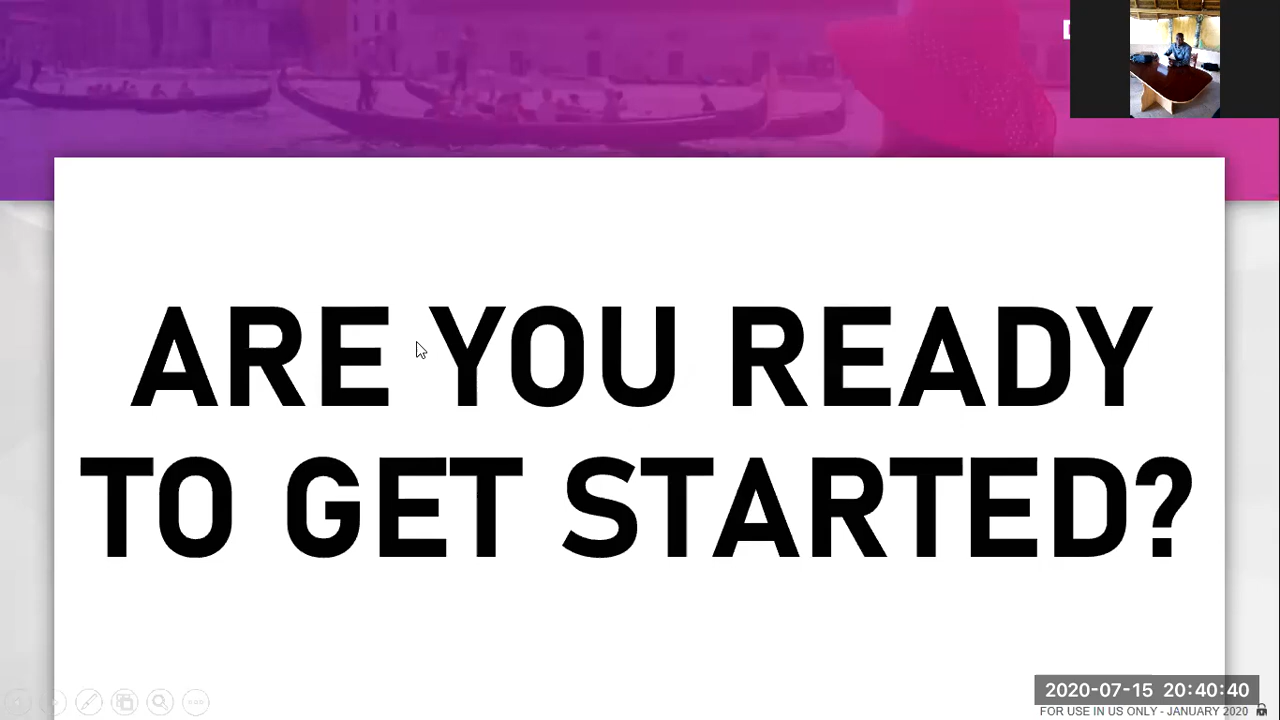 ARE YOU READY
TO GET STARTED?
2020-07-15 20:40:40
FOR USE IN US ONLY - JANUARY 2020